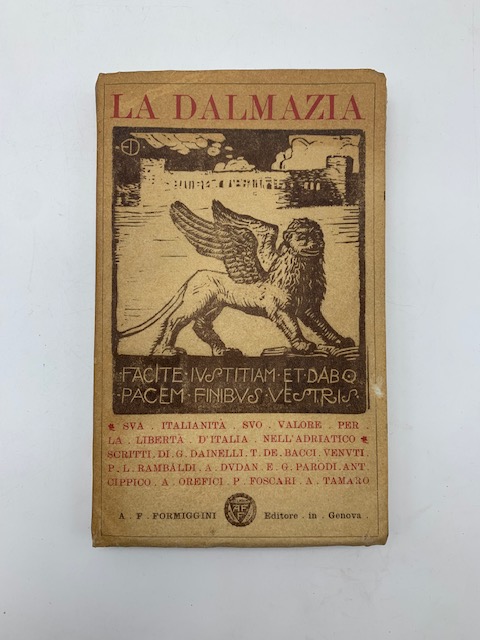 LA DALMAZIA
ED
FACITE · IVSTITIAM · ET · DABO
PACEM · FINIBVS · VESTRIS
SVA . ITALIANITÀ . SVO . VALORE . PER
LA . LIBERTÀ . D'ITALIA . NELL'ADRIATICO
SCRITTI . DI . G . DAINELLI . T . DE . BACCI . VENVTI
P . L . RAMBALDI . A . DVDAN . E . G . PARODI . ANT
CIPPICO . A . OREFICI . P . FOSCARI . A . TAMARO
A . F . FORMIGGINI Editore . in . Genova .